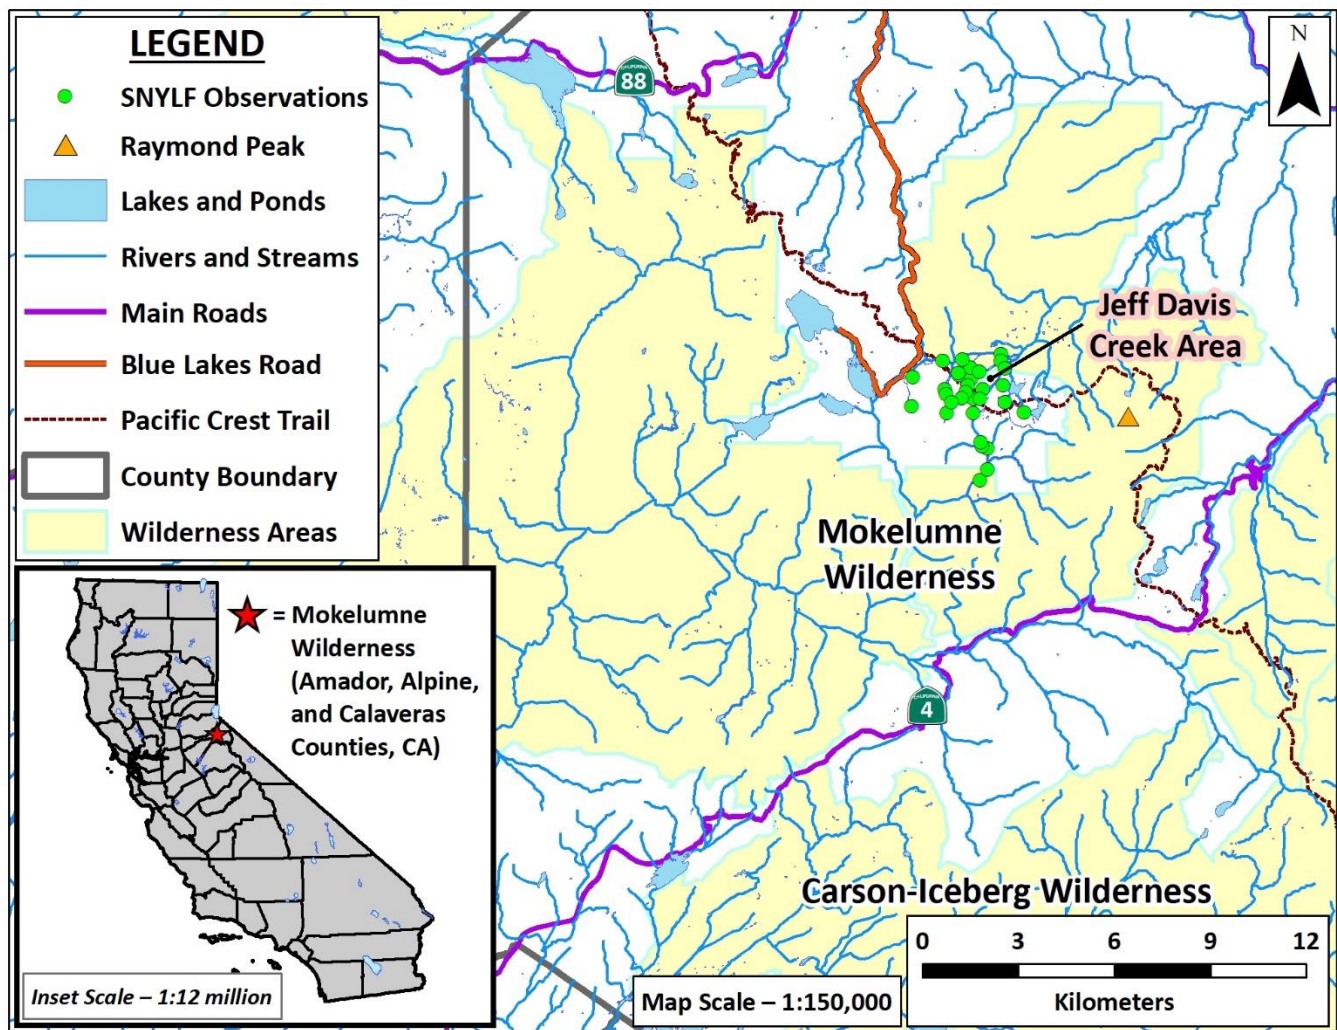 LEGEND
SNYLF Observations
Raymond Peak
Lakes and Ponds
Rivers and Streams
Main Roads
Blue Lakes Road
Pacific Crest Trail
County Boundary
Wilderness Areas
= Mokelumne
Wilderness
(Amador, Alpine,
and Calaveras
Counties, CA)
Inset Scale – 1:12 million
CALIFORNIA
88
N
Jeff Davis
Creek Area
Mokelumne
Wilderness
CALIFORNIA
4
Carson-Iceberg Wilderness
Map Scale – 1:150,000
0 3 6 9 12
Kilometers